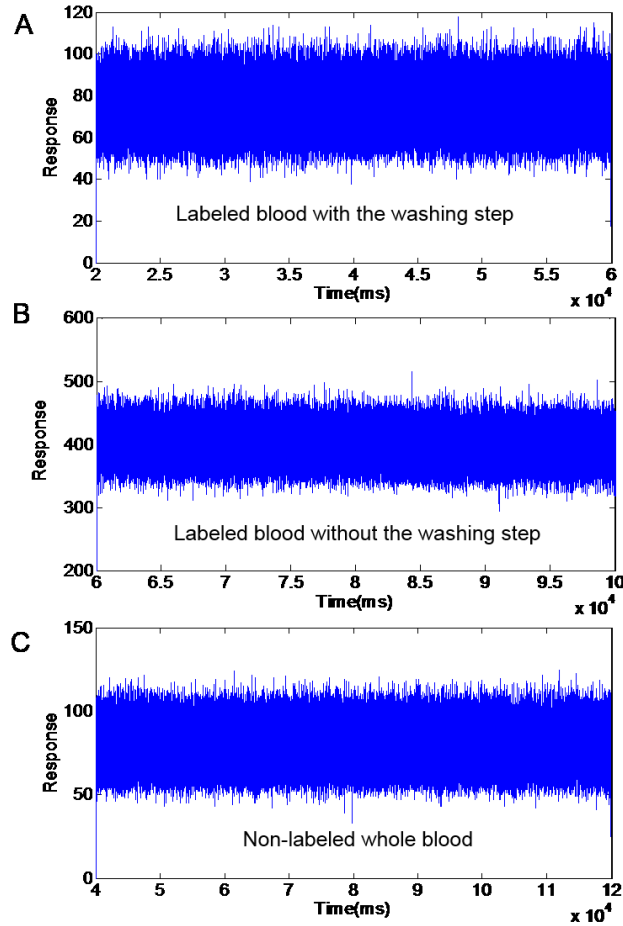 A
120
100
80
60
40
20
0
Response
Labeled blood with the washing step
2 2.5 3 3.5 4 4.5 5 5.5 6
Time(ms)
x 10^4
B
600
500
400
300
200
Response
Labeled blood without the washing step
6 6.5 7 7.5 8 8.5 9 9.5 10
Time(ms)
x 10^4
C
150
100
50
0
Response
Non-labeled whole blood
4 5 6 7 8 9 10 11 12
Time(ms)
x 10^4